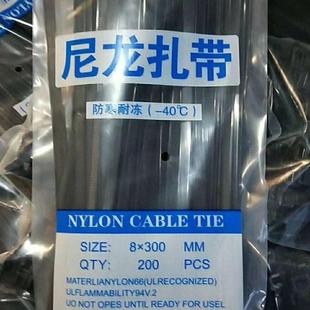 尼龙扎带
防寒耐冻(-40℃)
NYLON CABLE TIE
SIZE: 8×300 MM
QTY: 200 PCS
MATERLIANYLON66(ULRECOGNIZED)
ULFLAMMABILITY94V.2
UO NOT OPES UNTIL READY FOR USEL